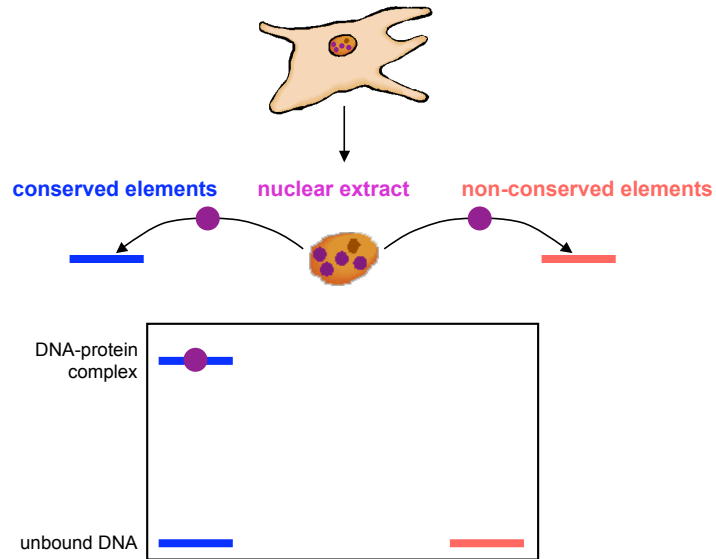 conserved elements
nuclear extract
non-conserved elements
DNA-protein
complex
unbound DNA